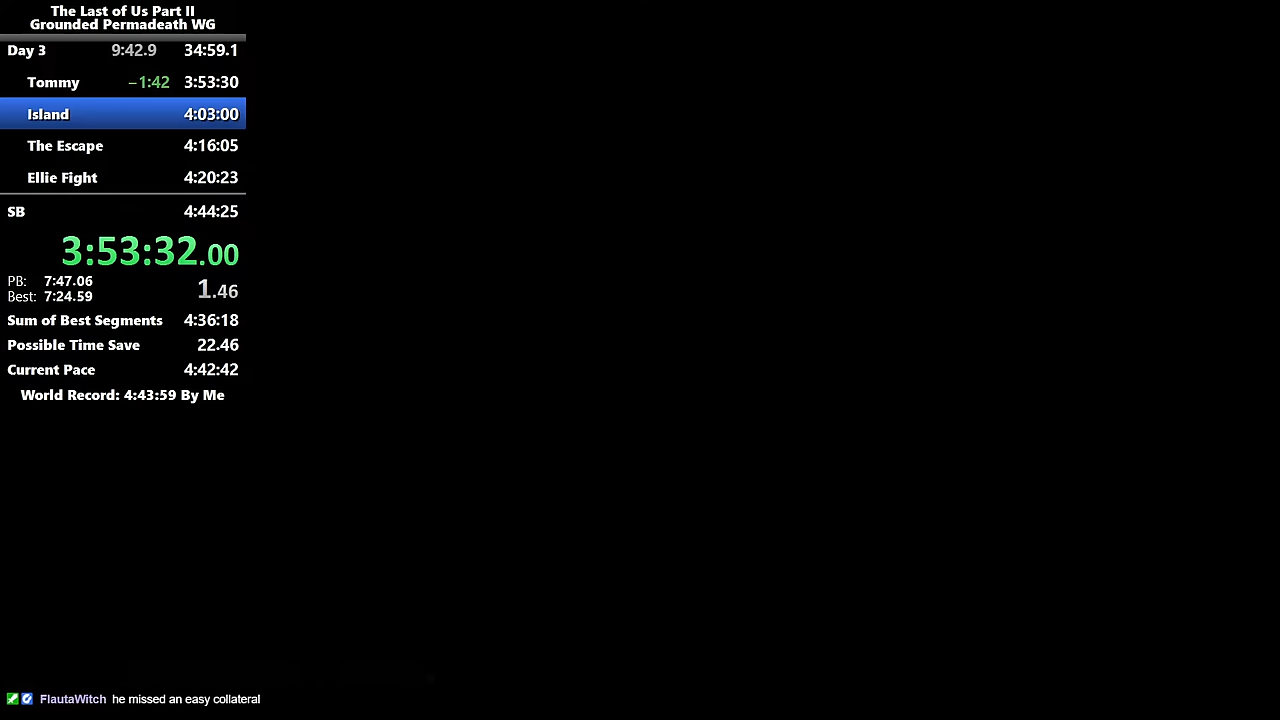 The Last of Us Part II
Grounded Permadeath WG
Day 3 9:42.9 34:59.1
Tommy −1:42 3:53:30
Island 4:03:00
The Escape 4:16:05
Ellie Fight 4:20:23
SB 4:44:25
3:53:32.00
PB: 7:47.06
Best: 7:24.59 1.46
Sum of Best Segments 4:36:18
Possible Time Save 22.46
Current Pace 4:42:42
World Record: 4:43:59 By Me
FlautaWitch he missed an easy collateral